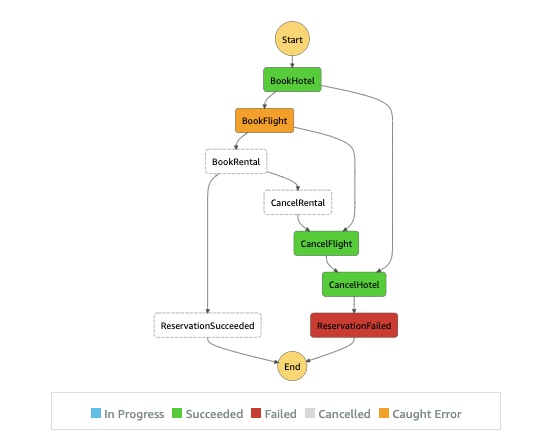 Start
BookHotel
BookFlight
BookRental
CancelRental
CancelFlight
CancelHotel
ReservationSucceeded ReservationFailed
End
In Progress Succeeded Failed Cancelled Caught Error